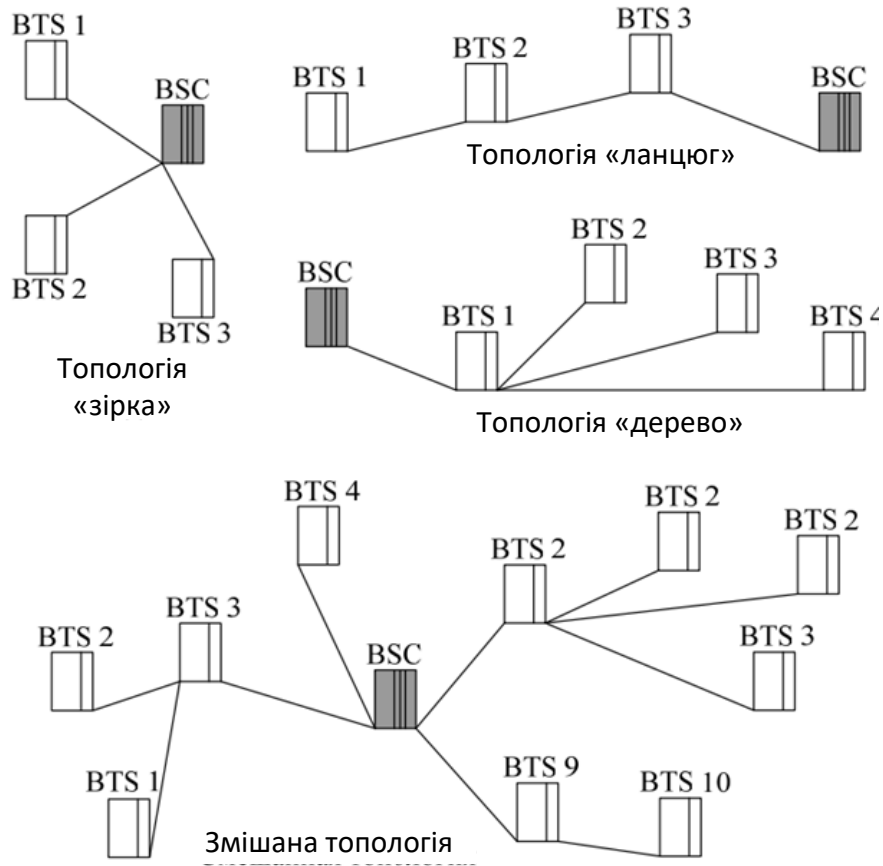 BTS 1
BSC
BTS 2
BTS 3
Топологія
«зірка»
BTS 1
BTS 2
BTS 3
BSC
Топологія «ланцюг»
BSC
BTS 1
BTS 2
BTS 3
BTS 4
Топологія «дерево»
BTS 4
BTS 2
BTS 2
BTS 2
BTS 3
BTS 2
BSC
BTS 3
BTS 1
BTS 9
BTS 10
Змішана топологія